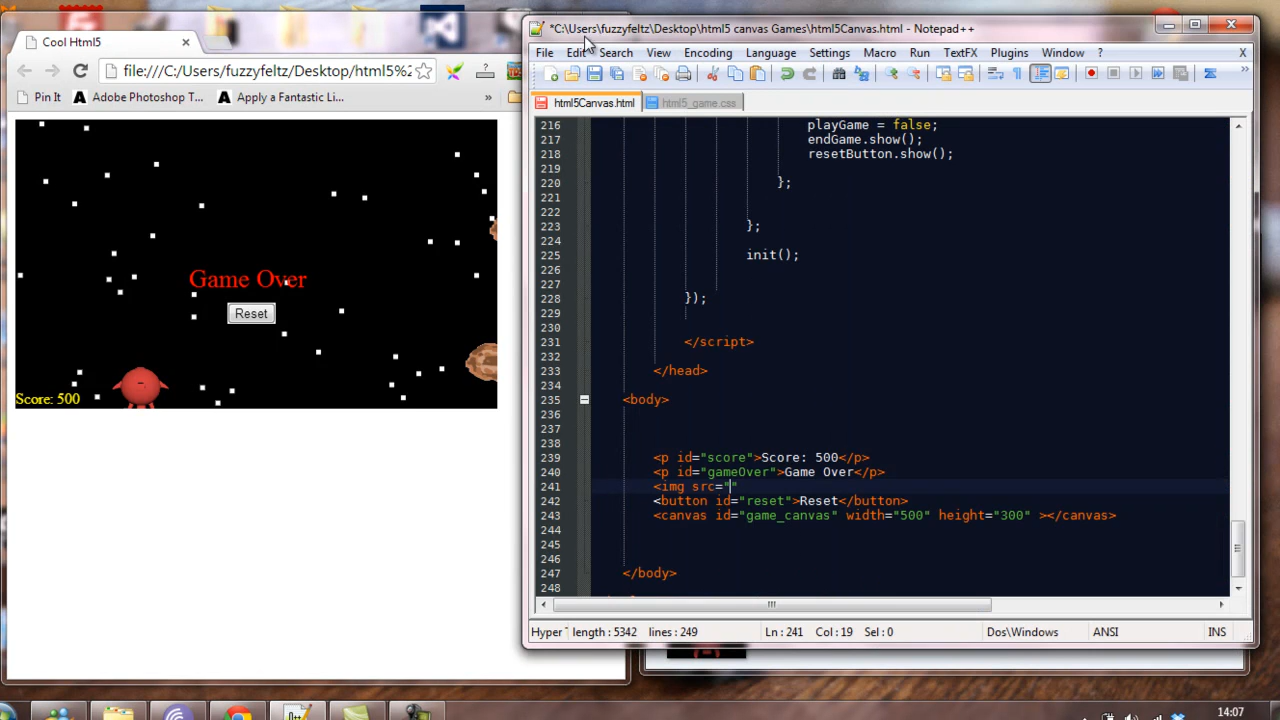 Cool Html5
file:///C:/Users/fuzzyfeltz/Desktop/html5%2
Pin It Adobe Photoshop T... Apply a Fantastic Li... »
Game Over
Reset
Score: 500
*C:\Users\fuzzyfeltz\Desktop\html5 canvas Games\html5Canvas.html - Notepad++
File Edit Search View Encoding Language Settings Macro Run TextFX Plugins Window ? X
html5Canvas.html html5_game.css
216 playGame = false;
217 endGame.show();
218 resetButton.show();
219
220 };
221
222
223 };
224
225 init();
226
227
228 });
229
230
231 </script>
232
233 </head>
234
235 <body>
236
237
238
239 <p id="score">Score: 500</p>
240 <p id="gameOver">Game Over</p>
241 <img src=""
242 <button id="reset">Reset</button>
243 <canvas id="game_canvas" width="500" height="300" ></canvas>
244
245
246
247 </body>
248
Hyper T length : 5342 lines : 249 Ln : 241 Col : 19 Sel : 0 Dos\Windows ANSI INS
14:07